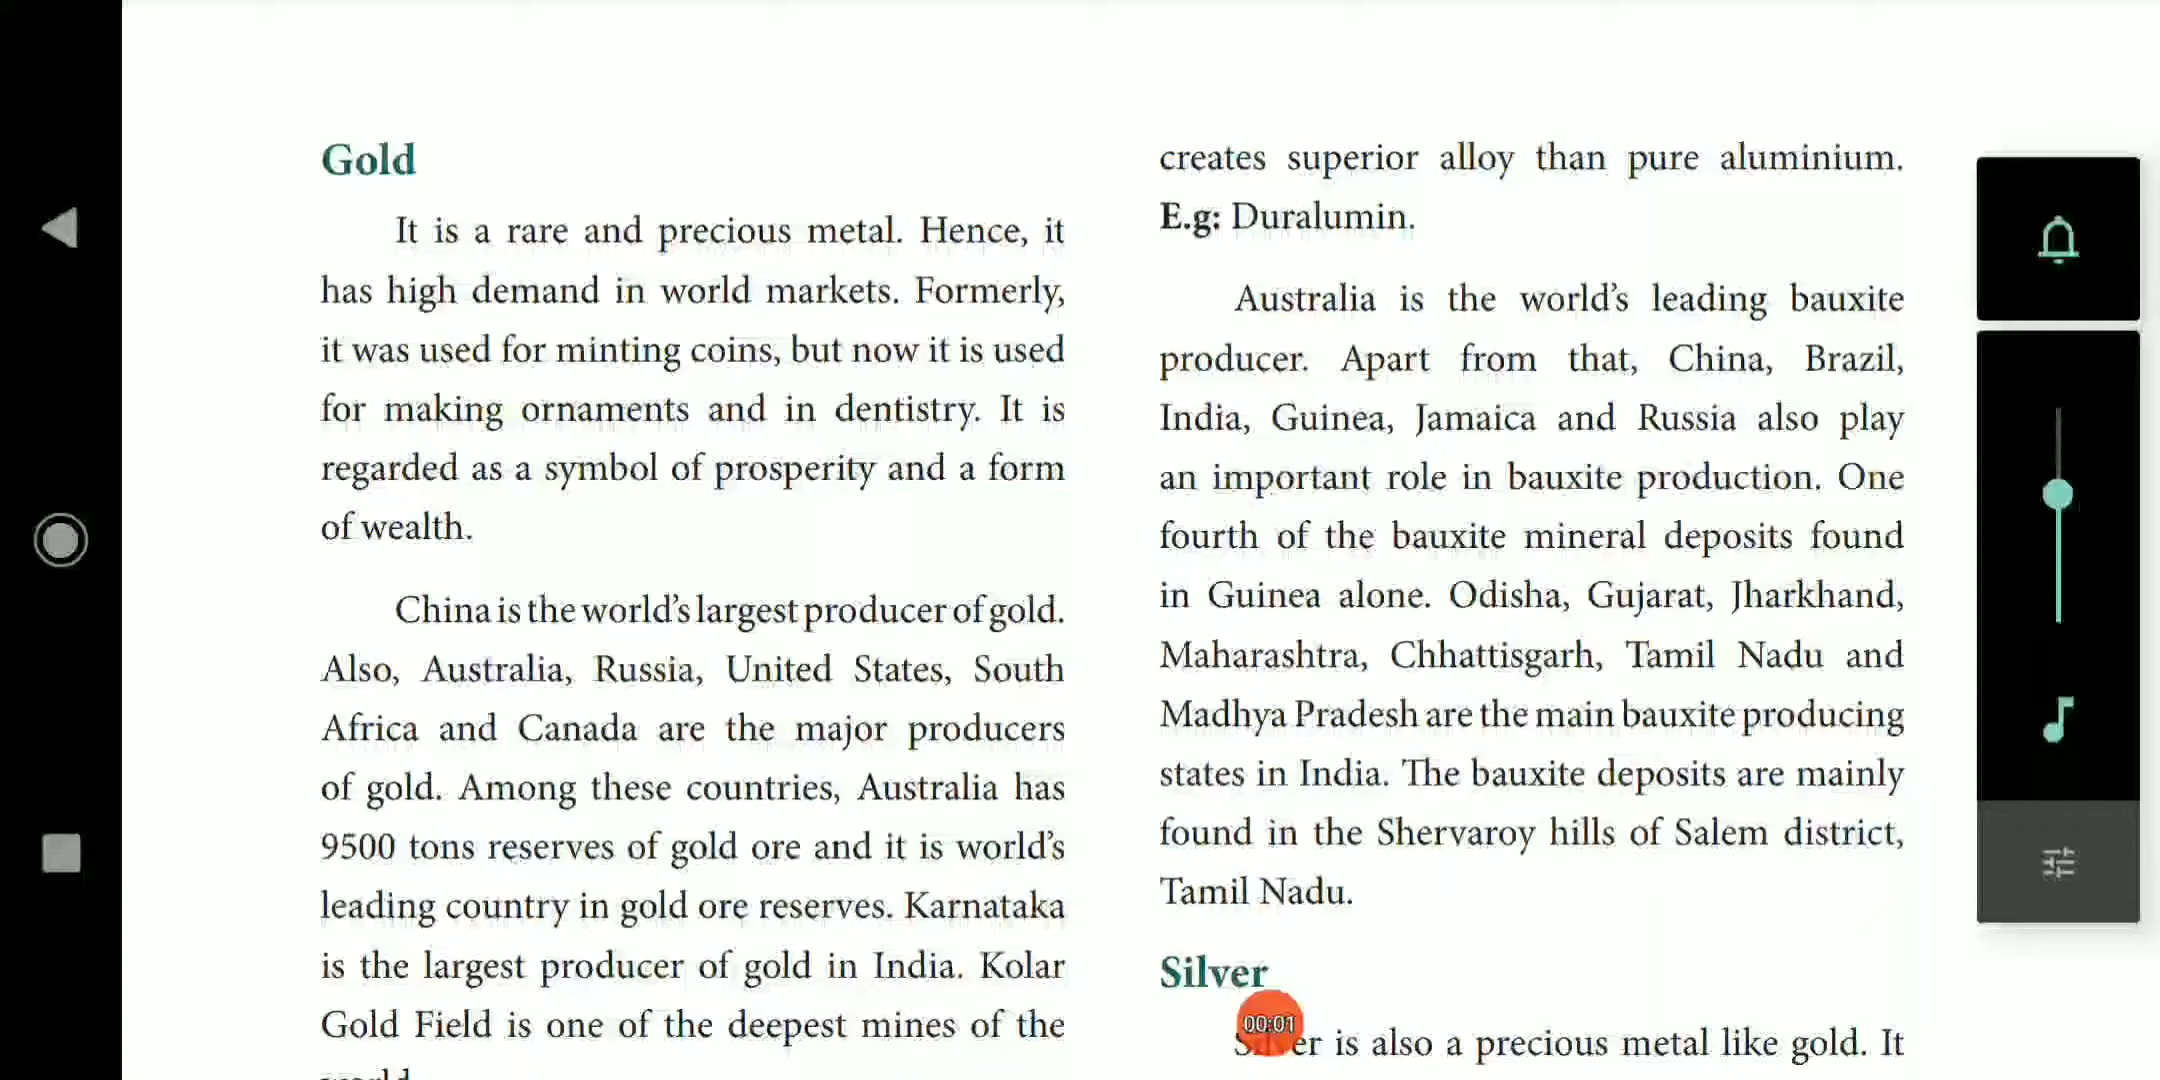 Gold
It is a rare and precious metal. Hence, it
has high demand in world markets. Formerly,
it was used for minting coins, but now it is used
for making ornaments and in dentistry. It is
regarded as a symbol of prosperity and a form
of wealth.
China is the world's largest producer of gold.
Also, Australia, Russia, United States, South
Africa and Canada are the major producers
of gold. Among these countries, Australia has
9500 tons reserves of gold ore and it is world's
leading country in gold ore reserves. Karnataka
is the largest producer of gold in India. Kolar
Gold Field is one of the deepest mines of the
creates superior alloy than pure aluminium.
E.g: Duralumin.
Australia is the world's leading bauxite
producer. Apart from that, China, Brazil,
India, Guinea, Jamaica and Russia also play
an important role in bauxite production. One
fourth of the bauxite mineral deposits found
in Guinea alone. Odisha, Gujarat, Jharkhand,
Maharashtra, Chhattisgarh, Tamil Nadu and
Madhya Pradesh are the main bauxite producing
states in India. The bauxite deposits are mainly
found in the Shervaroy hills of Salem district,
Tamil Nadu.
Silver
00:01
Silver is also a precious metal like gold. It